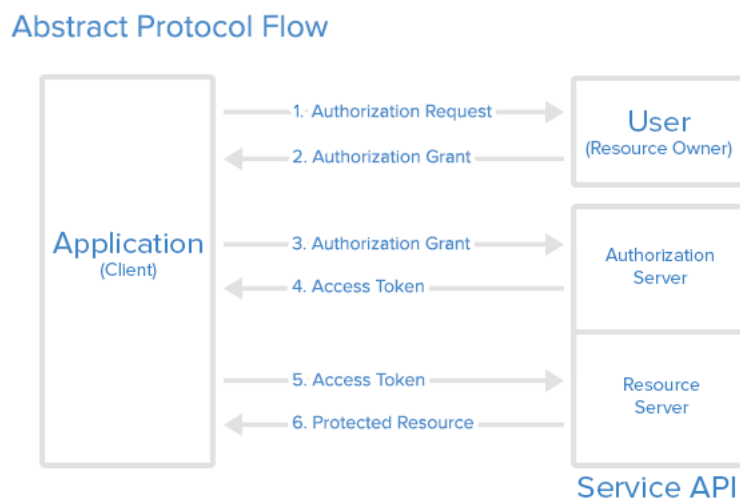 Abstract Protocol Flow
1. Authorization Request
User
(Resource Owner)
2. Authorization Grant
Application
(Client)
3. Authorization Grant
Authorization
Server
4. Access Token
5. Access Token
Resource
Server
6. Protected Resource
Service API